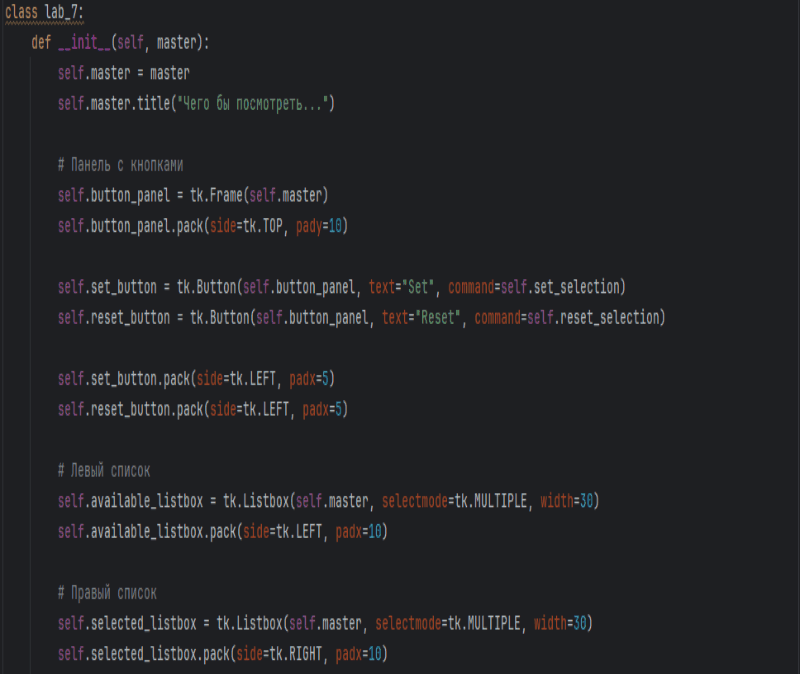 class lab_7:
def __init__(self, master):
self.master = master
self.master.title("Чего бы посмотреть...")
# Панель с кнопками
self.button_panel = tk.Frame(self.master)
self.button_panel.pack(side=tk.TOP, pady=10)
self.set_button = tk.Button(self.button_panel, text="Set", command=self.set_selection)
self.reset_button = tk.Button(self.button_panel, text="Reset", command=self.reset_selection)
self.set_button.pack(side=tk.LEFT, padx=5)
self.reset_button.pack(side=tk.LEFT, padx=5)
# Левый список
self.available_listbox = tk.Listbox(self.master, selectmode=tk.MULTIPLE, width=30)
self.available_listbox.pack(side=tk.LEFT, padx=10)
# Правый список
self.selected_listbox = tk.Listbox(self.master, selectmode=tk.MULTIPLE, width=30)
self.selected_listbox.pack(side=tk.RIGHT, padx=10)